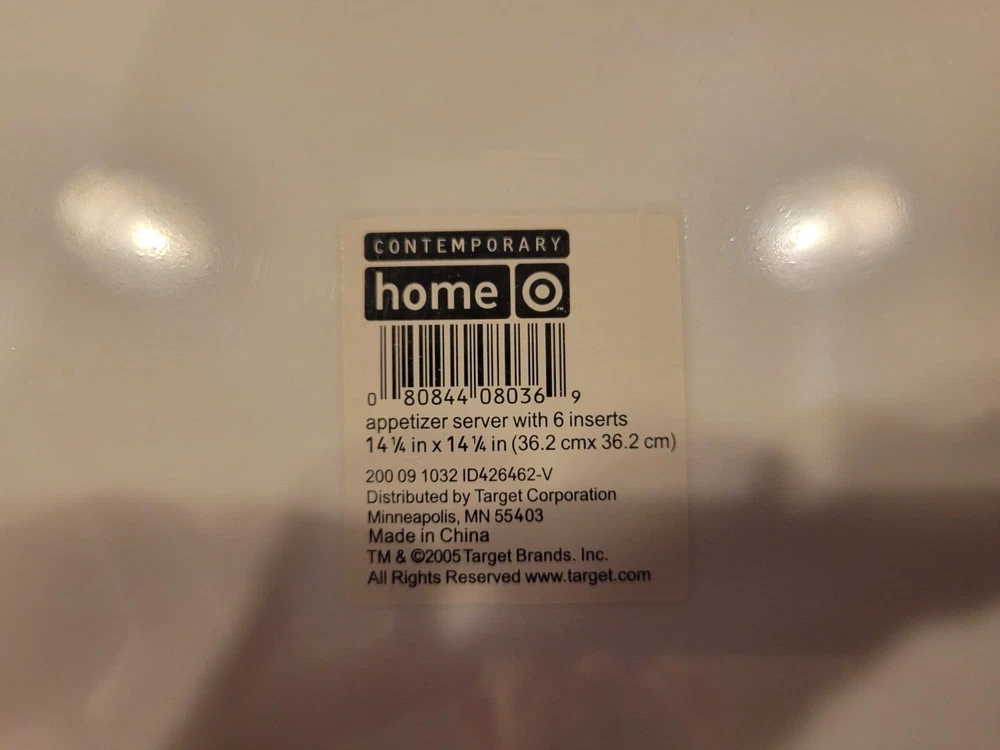 CONTEMPORARY
home
0 80844 08036 9
appetizer server with 6 inserts
14 ¼ in x 14 ¼ in (36.2 cmx 36.2 cm)
200 09 1032 ID426462-V
Distributed by Target Corporation
Minneapolis, MN 55403
Made in China
TM & ©2005 Target Brands. Inc.
All Rights Reserved www.target.com